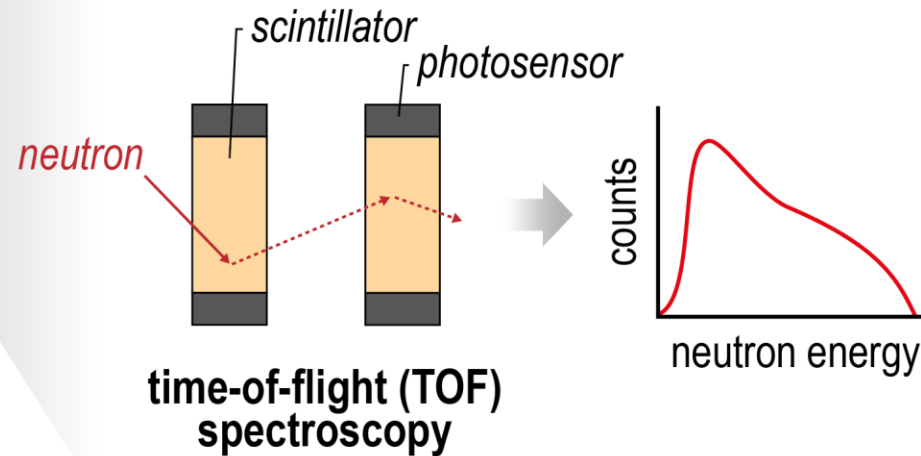 scintillator
photosensor
neutron
counts
neutron energy
time-of-flight (TOF)
spectroscopy